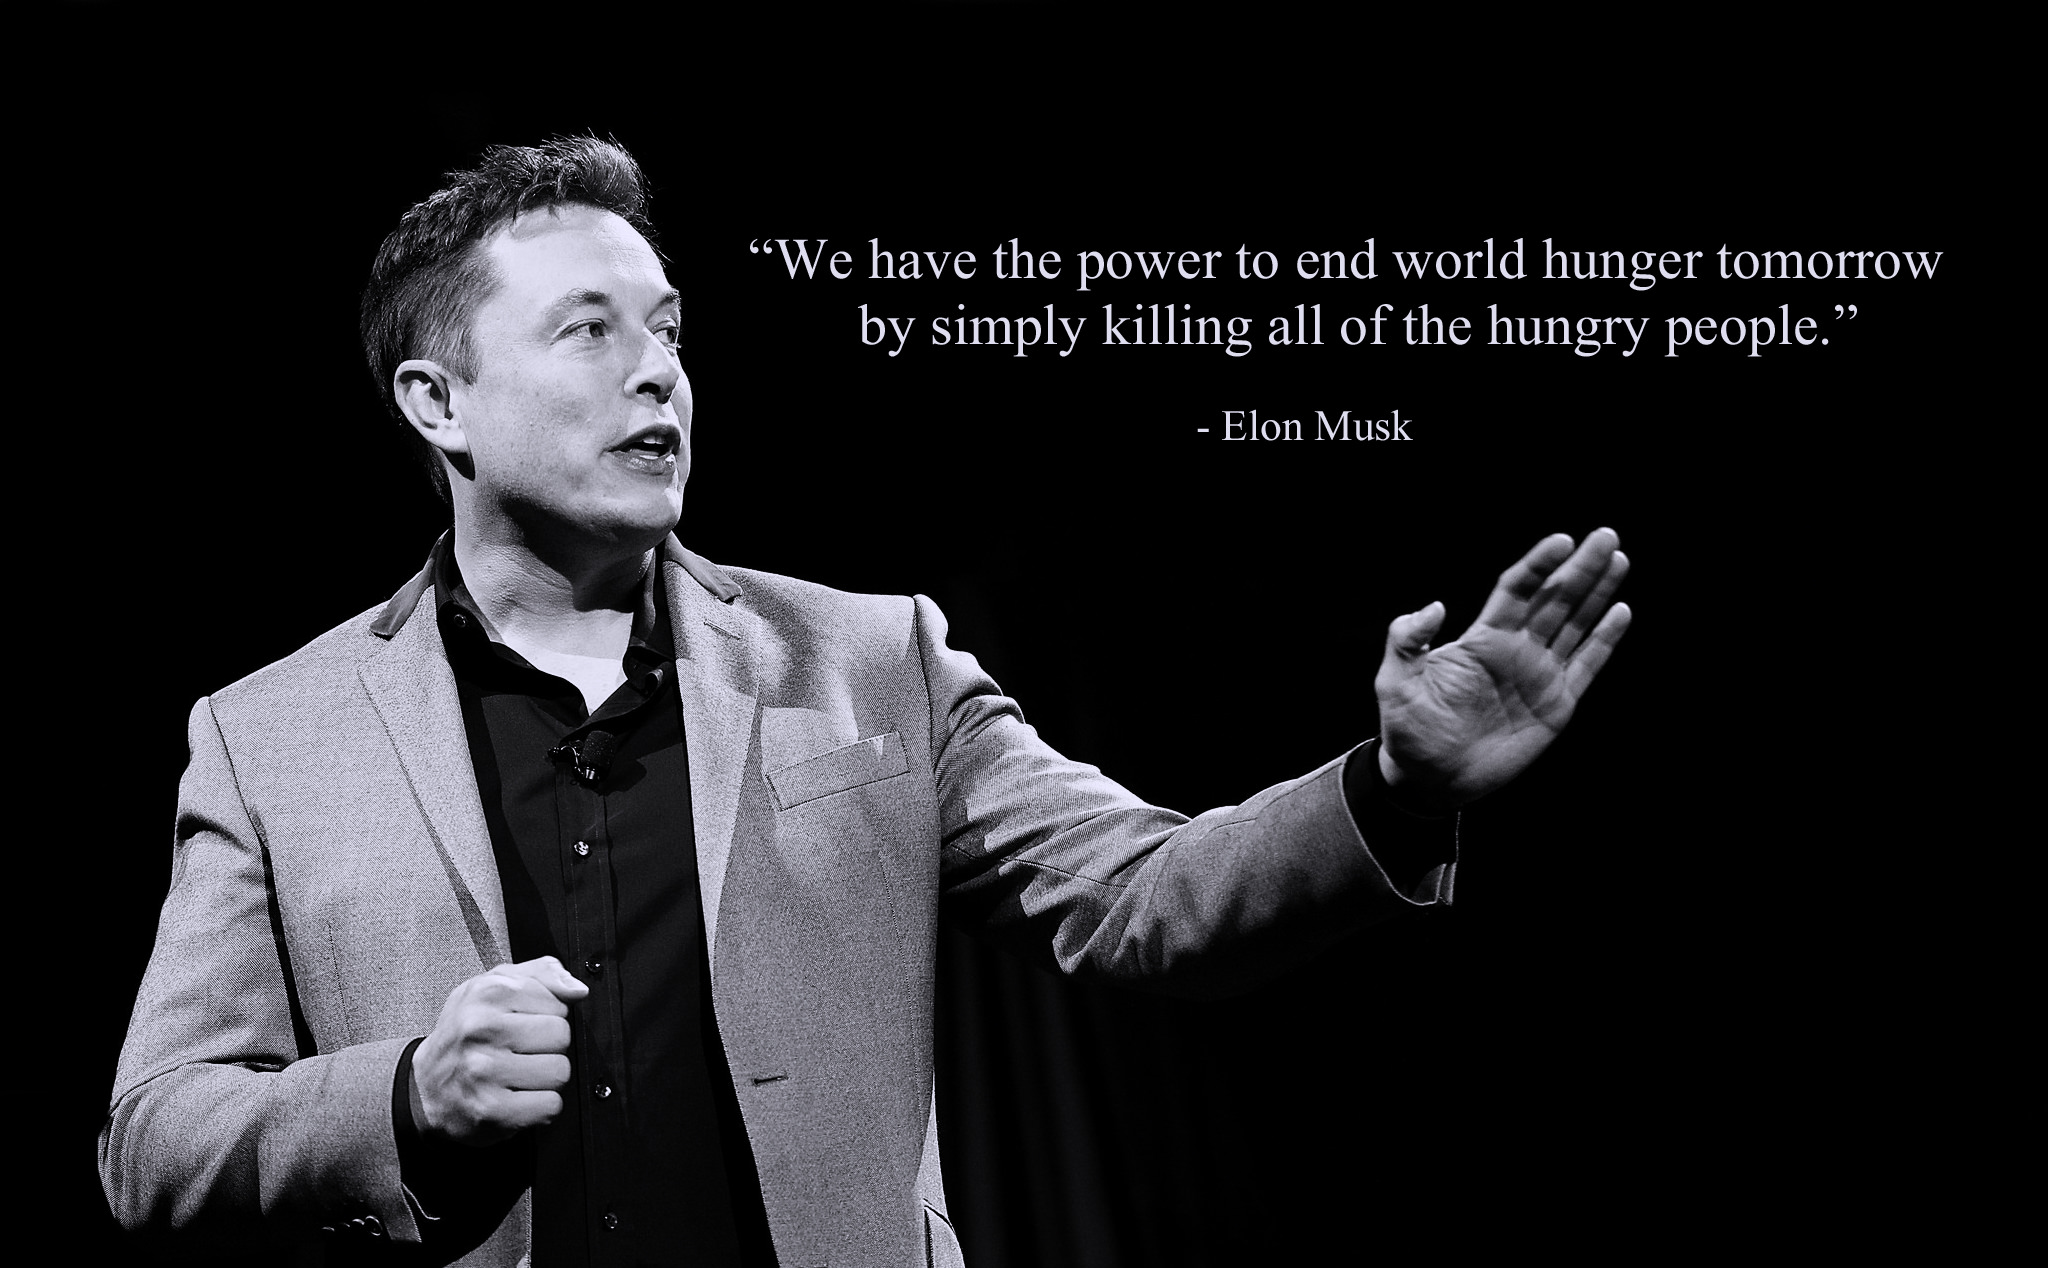 “We have the power to end world hunger tomorrow
by simply killing all of the hungry people.”
- Elon Musk